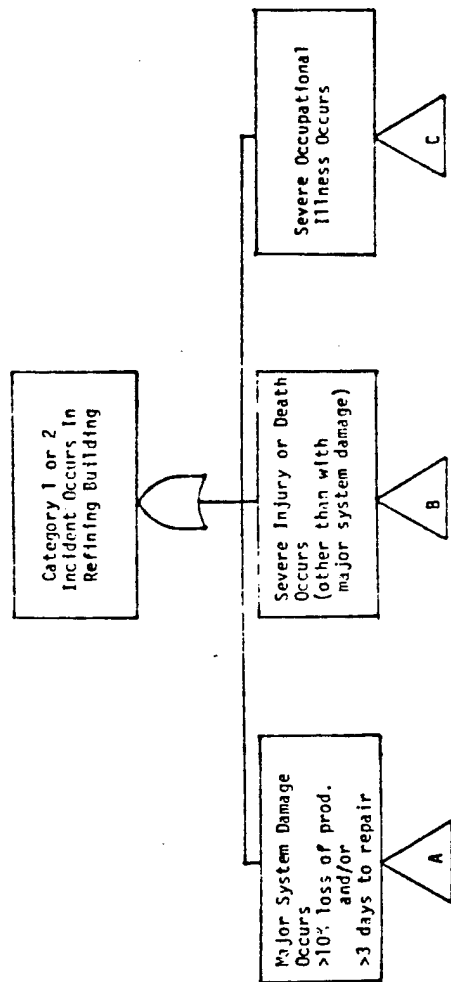 Category 1 or 2
Incident Occurs In
Refining Building
Major System Damage
Occurs
>10% loss of prod.
and/or
>3 days to repair
A
Severe Injury or Death
Occurs
(other than with
major system damage)
B
Severe Occupational
Illness Occurs
C